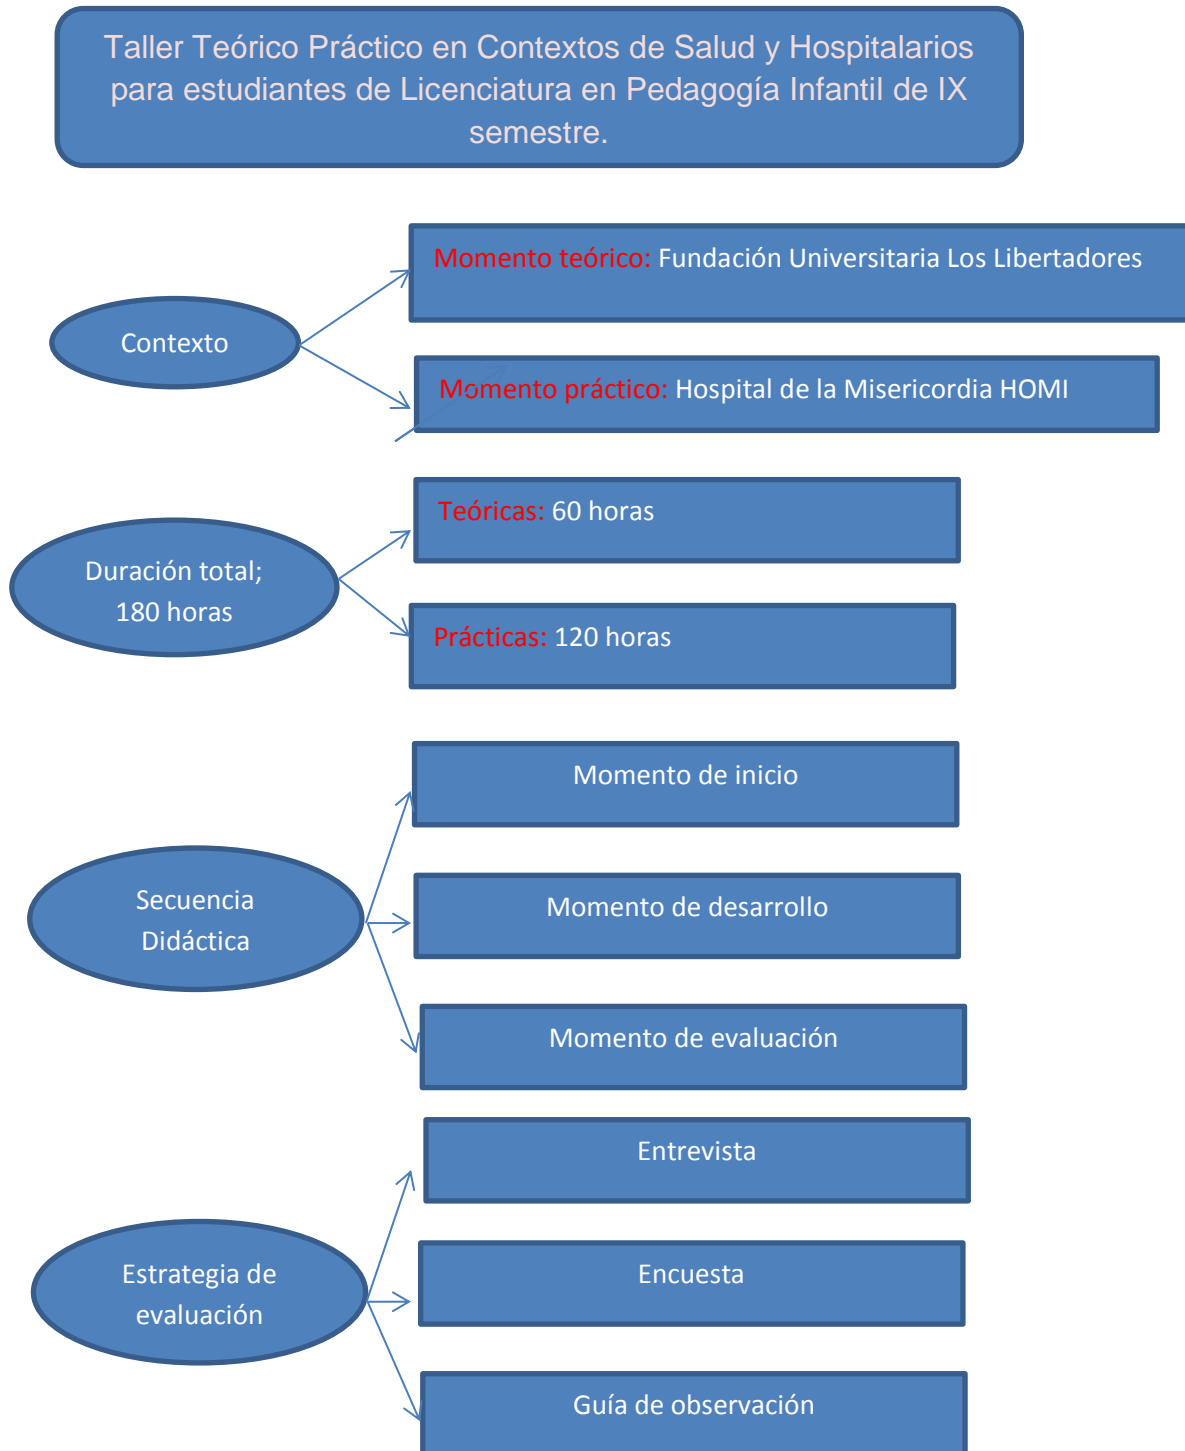 Taller Teórico Práctico en Contextos de Salud y Hospitalarios
para estudiantes de Licenciatura en Pedagogía Infantil de IX
semestre.
Contexto
Momento teórico: Fundación Universitaria Los Libertadores
Momento práctico: Hospital de la Misericordia HOMI
Duración total;
180 horas
Teóricas: 60 horas
Prácticas: 120 horas
Secuencia
Didáctica
Momento de inicio
Momento de desarrollo
Momento de evaluación
Estrategia de
evaluación
Entrevista
Encuesta
Guía de observación